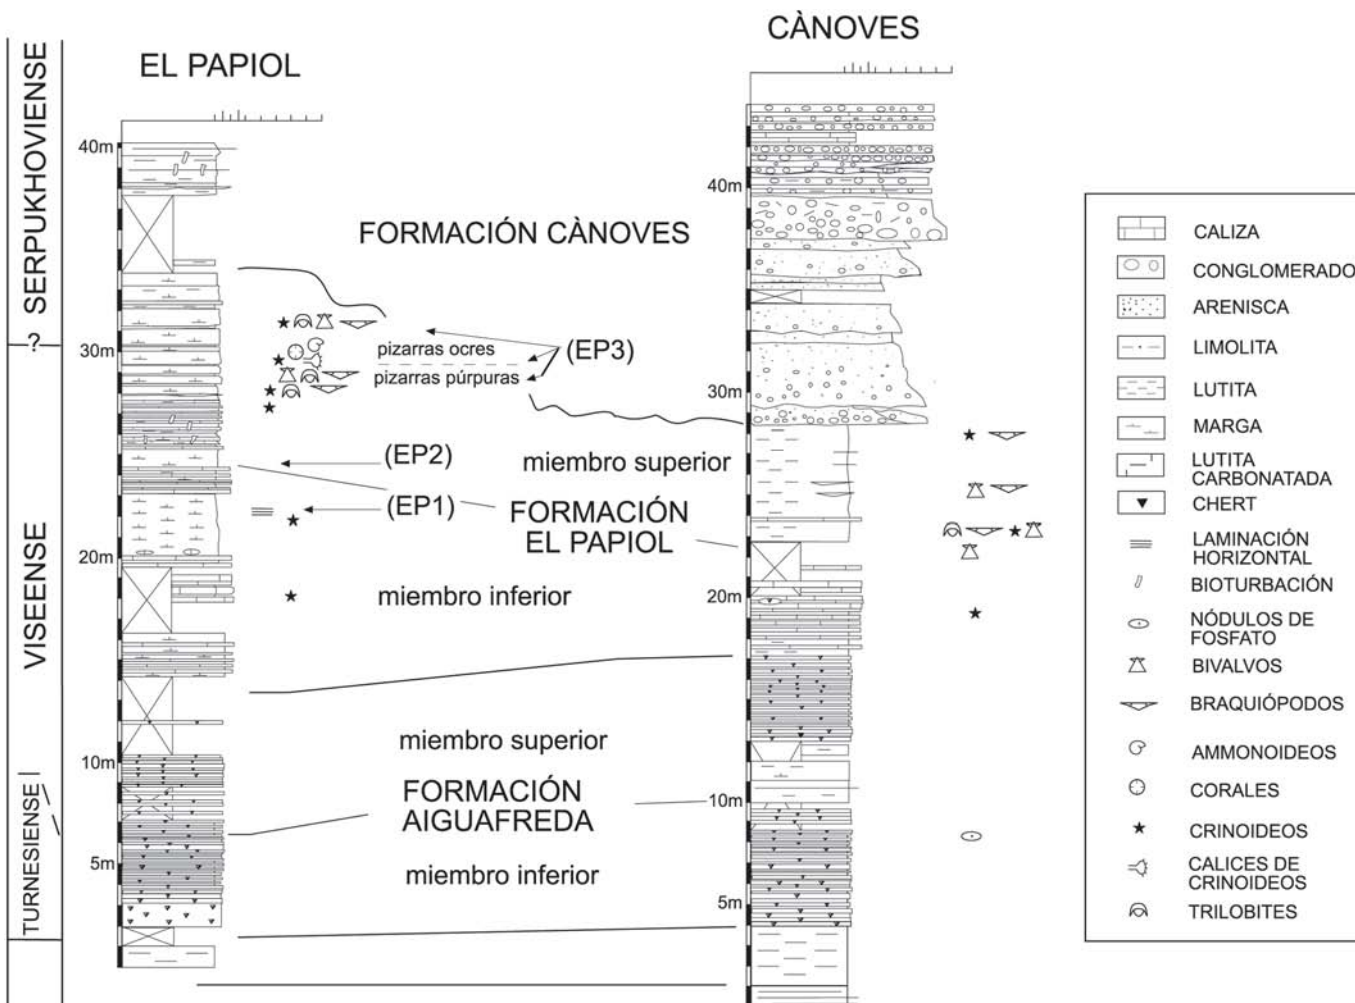 CÀNOVES
EL PAPIOL
SERPUKHOVIENSE
?
VISEENSE
TURNESIENSE
40m
30m
20m
10m
5m
FORMACIÓN CÀNOVES
pizarras ocres
pizarras púrpuras
(EP3)
(EP2)
(EP1)
miembro superior
FORMACIÓN
EL PAPIOL
miembro inferior
miembro superior
FORMACIÓN
AIGUAFREDA
miembro inferior
40m
30m
20m
10m
5m
CALIZA
CONGLOMERADO
ARENISCA
LIMOLITA
LUTITA
MARGA
LUTITA
CARBONATADA
CHERT
LAMINACIÓN
HORIZONTAL
BIOTURBACIÓN
NÓDULOS DE
FOSFATO
BIVALVOS
BRAQUIÓPODOS
AMMONOIDEOS
CORALES
CRINOIDEOS
CALICES DE
CRINOIDEOS
TRILOBITES